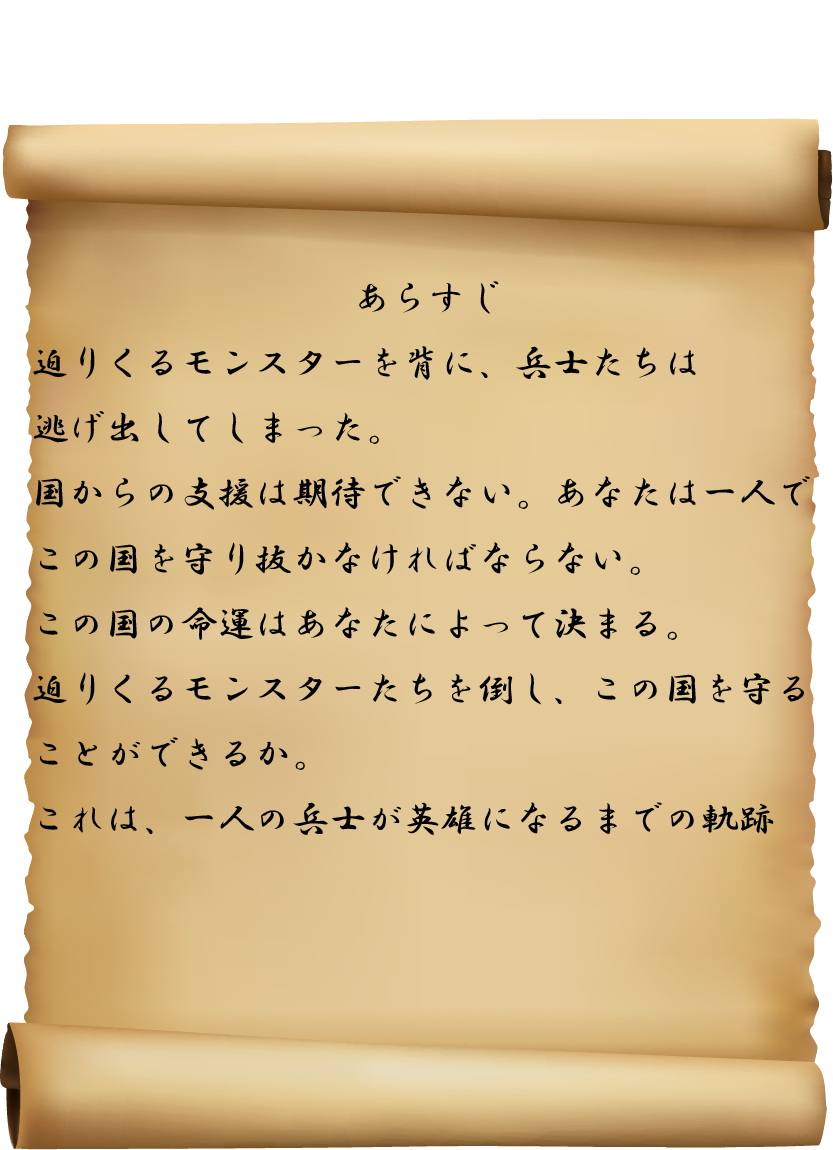 あらすじ
迫りくるモンスターを背に、兵士たちは
逃げ出してしまった。
国からの支援は期待できない。あなたは一人で
この国を守り抜かなければならない。
この国の命運はあなたによって決まる。
迫りくるモンスターたちを倒し、この国を守る
ことができるか。
これは、一人の兵士が英雄になるまでの軌跡